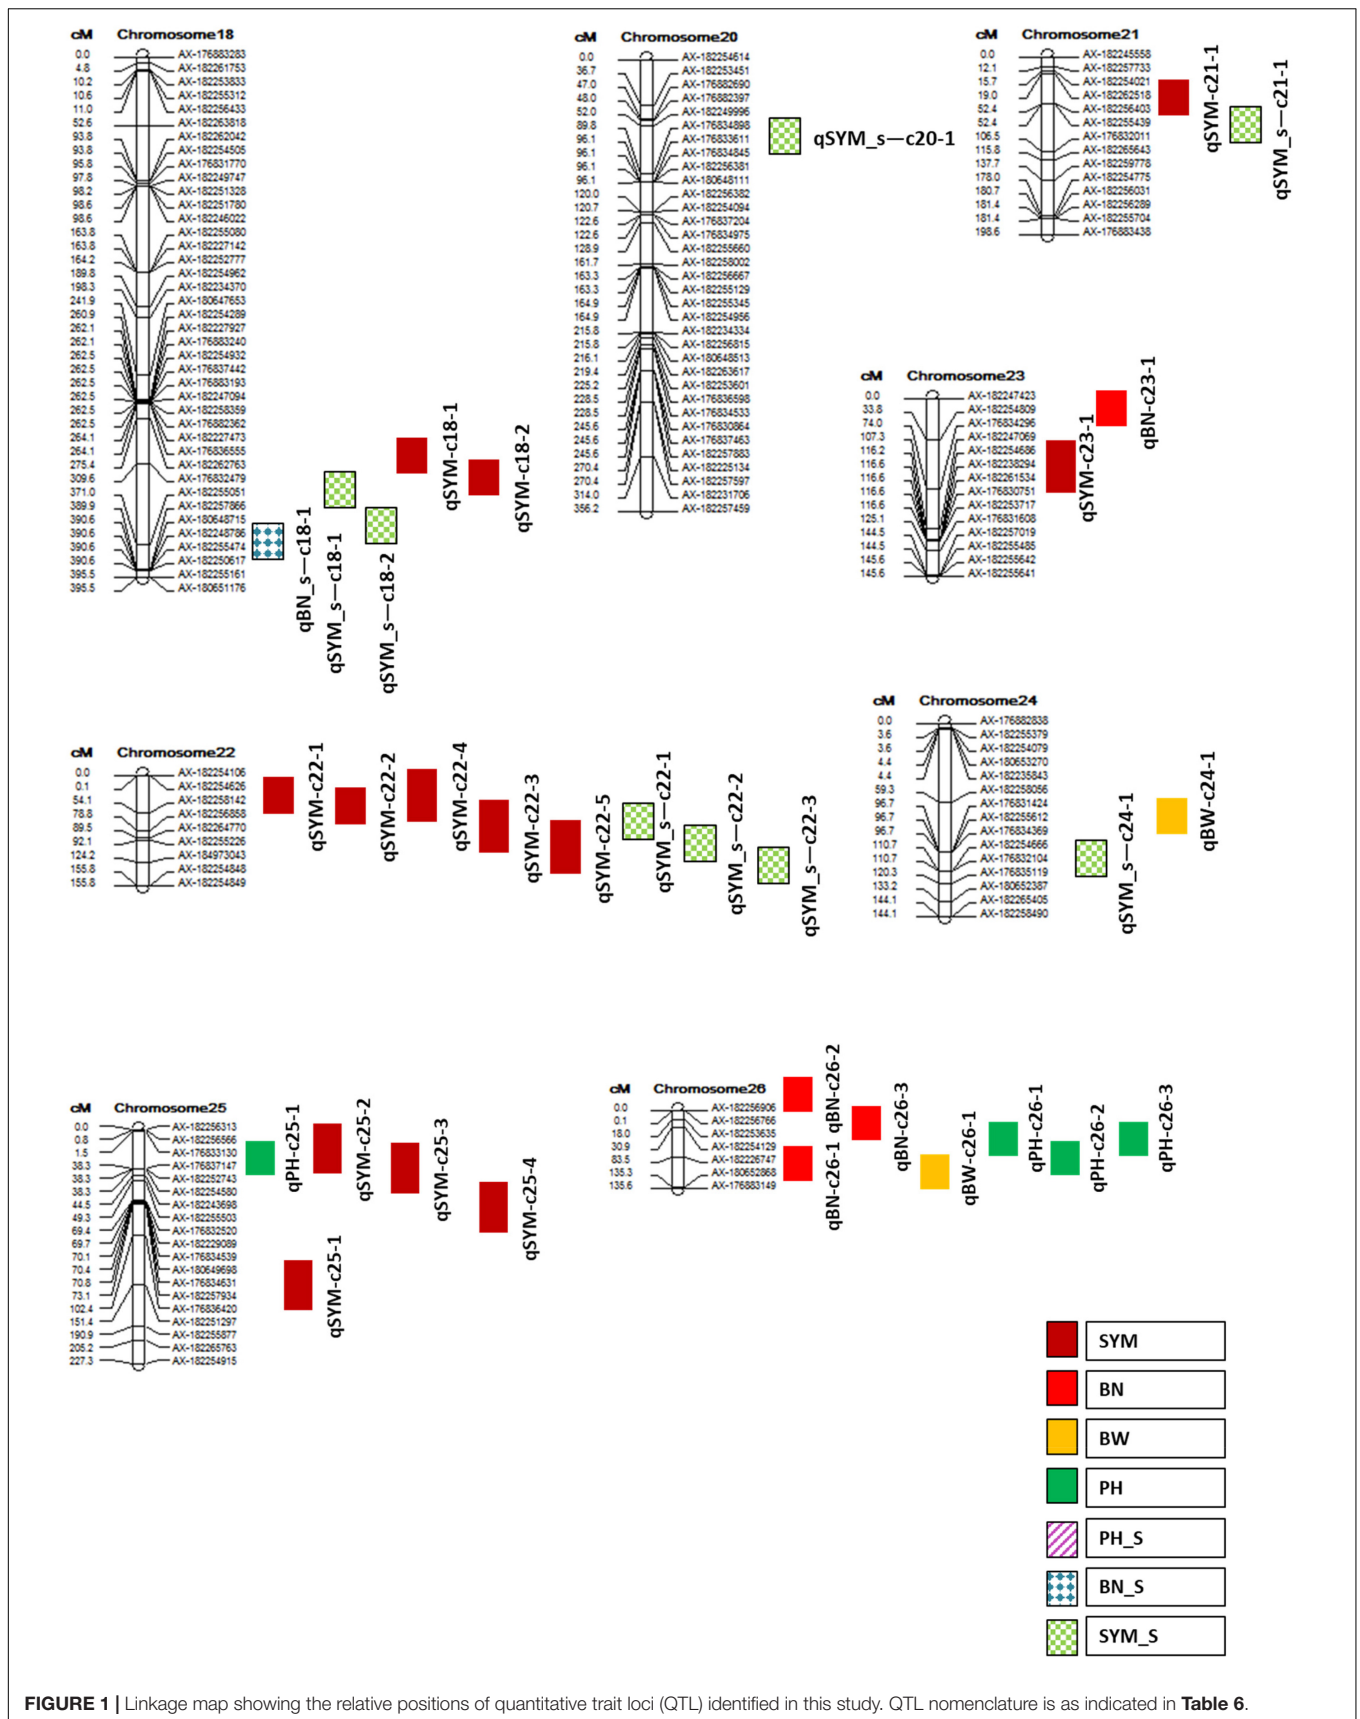 cM Chromosome18
0.0 AX-176883283
4.8 AX-182261753
10.2 AX-182253833
10.6 AX-182255312
11.0 AX-182256433
52.6 AX-182263818
93.8 AX-182262042
93.8 AX-182254505
95.8 AX-176831770
97.8 AX-182249747
98.2 AX-182251328
98.6 AX-182251780
98.6 AX-182246022
163.8 AX-182255080
163.8 AX-182227142
164.2 AX-182252777
189.8 AX-182254962
198.3 AX-182234370
241.9 AX-180647653
260.9 AX-182254289
262.1 AX-182227927
262.1 AX-176883240
262.5 AX-182254932
262.5 AX-176837442
262.5 AX-176883193
262.5 AX-182247094
262.5 AX-182258359
262.5 AX-176882362
264.1 AX-182227473
264.1 AX-176836555
275.4 AX-182262763
309.6 AX-176832479
371.0 AX-182255051
389.9 AX-182257866
390.6 AX-180648715
390.6 AX-182248786
390.6 AX-182255474
390.6 AX-182250617
395.5 AX-182255161
395.5 AX-180651176
qBN_s—c18-1
qSYM_s—c18-1
qSYM_s—c18-2
qSYM-c18-1
qSYM-c18-2
cM Chromosome20
0.0 AX-182254614
36.7 AX-182253451
47.0 AX-176882690
48.0 AX-176882397
52.0 AX-182249996
89.8 AX-176834898
96.1 AX-176833611
96.1 AX-176834845
96.1 AX-182256381
96.1 AX-180648111
120.0 AX-182256382
120.7 AX-182254094
122.6 AX-176837204
122.6 AX-176834975
128.9 AX-182255660
161.7 AX-182258002
163.3 AX-182256667
163.3 AX-182255129
164.9 AX-182255345
164.9 AX-182254956
215.8 AX-182234334
215.8 AX-182256815
216.1 AX-180648513
219.4 AX-182263617
225.2 AX-182253601
228.5 AX-176836598
228.5 AX-176834533
245.6 AX-176830864
245.6 AX-176837463
245.6 AX-182257883
270.4 AX-182225134
270.4 AX-182257597
314.0 AX-182231706
356.2 AX-182257459
qSYM_s—c20-1
cM Chromosome21
0.0 AX-182245558
12.1 AX-182257733
15.7 AX-182254021
19.0 AX-182262518
52.4 AX-182256403
52.4 AX-182255439
106.5 AX-176832011
115.8 AX-182265643
137.7 AX-182259778
178.0 AX-182254775
180.7 AX-182256031
181.4 AX-182256289
181.4 AX-182255704
198.6 AX-176883438
qSYM-c21-1
qSYM_s—c21-1
cM Chromosome23
0.0 AX-182247423
33.8 AX-182254809
74.0 AX-176834296
107.3 AX-182247069
116.2 AX-182254686
116.6 AX-182238294
116.6 AX-182261534
116.6 AX-176830751
116.6 AX-182253717
125.1 AX-176831608
144.5 AX-182257019
144.5 AX-182255485
145.6 AX-182255642
145.6 AX-182255641
qSYM-c23-1
qBN-c23-1
cM Chromosome22
0.0 AX-182254106
0.1 AX-182254626
54.1 AX-182258142
78.8 AX-182256858
89.5 AX-182264770
92.1 AX-182255226
124.2 AX-184973043
155.8 AX-182254848
155.8 AX-182254849
qSYM-c22-1
qSYM-c22-2
qSYM-c22-4
qSYM-c22-3
qSYM-c22-5
qSYM_s—c22-1
qSYM_s—c22-2
qSYM_s—c22-3
cM Chromosome24
0.0 AX-176882838
3.6 AX-182255379
3.6 AX-182254079
4.4 AX-180653270
4.4 AX-182235843
59.3 AX-182258056
96.7 AX-176831424
96.7 AX-182255612
96.7 AX-176834369
110.7 AX-182254666
110.7 AX-176832104
120.3 AX-176835119
133.2 AX-180652387
144.1 AX-182265405
144.1 AX-182258490
qSYM_s—c24-1
qBW-c24-1
cM Chromosome25
0.0 AX-182256313
0.8 AX-182256566
1.5 AX-176833130
38.3 AX-176837147
38.3 AX-182252743
38.3 AX-182254580
44.5 AX-182243698
49.3 AX-182255503
69.4 AX-176832520
69.7 AX-182229089
70.1 AX-176834539
70.4 AX-180649698
70.8 AX-176834631
73.1 AX-182257934
102.4 AX-176836420
151.4 AX-182251297
190.9 AX-182255877
205.2 AX-182265763
227.3 AX-182254915
qPH-c25-1
qSYM-c25-2
qSYM-c25-3
qSYM-c25-4
qSYM-c25-1
cM Chromosome26
0.0 AX-182256906
0.1 AX-182256766
18.0 AX-182253635
30.9 AX-182254129
83.5 AX-182226747
135.3 AX-180652868
135.6 AX-176883149
qBN-c26-2
qBN-c26-1
qBN-c26-3
qBW-c26-1
qPH-c26-1
qPH-c26-2
qPH-c26-3
SYM
BN
BW
PH
PH_S
BN_S
SYM_S
FIGURE 1 | Linkage map showing the relative positions of quantitative trait loci (QTL) identified in this study. QTL nomenclature is as indicated in Table 6.